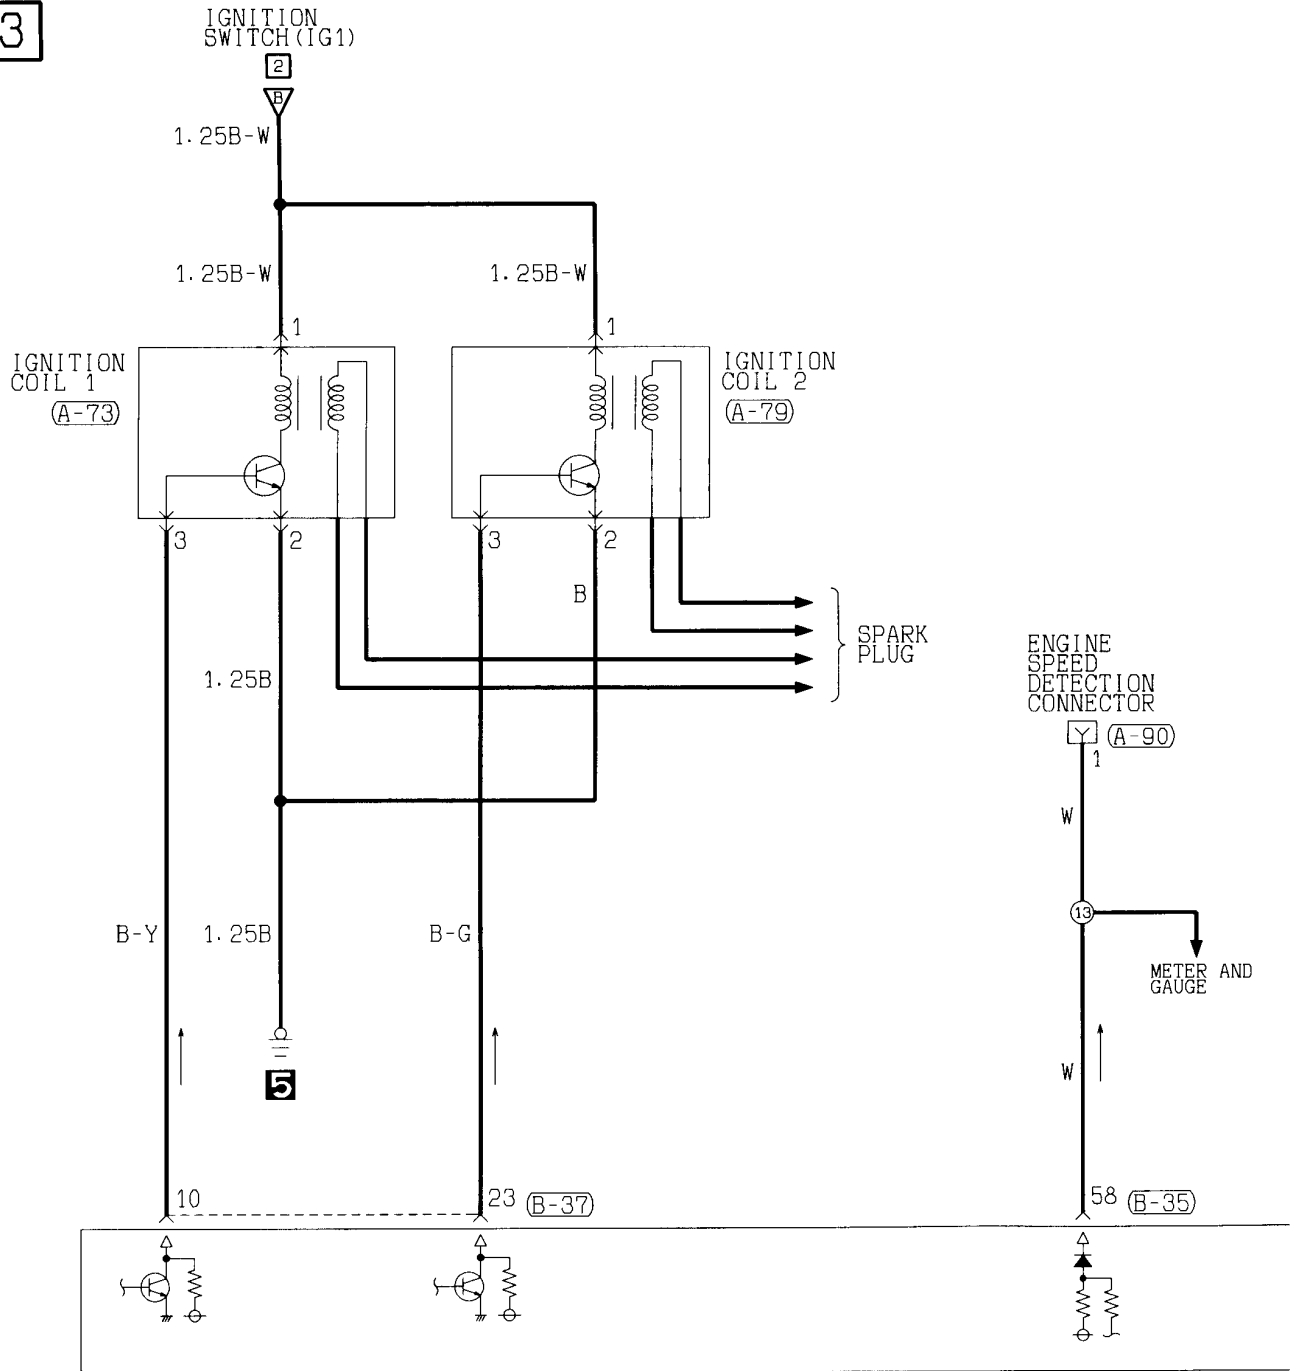 3
IGNITION
SWITCH(IG1)
2
B
1.25B-W
1.25B-W
1.25B-W
1
1
IGNITION
COIL 1
(A-73)
IGNITION
COIL 2
(A-79)
3
2
3
2
B
SPARK
PLUG
1.25B
ENGINE
SPEED
DETECTION
CONNECTOR
(A-90)
1
W
13
B-Y
1.25B
B-G
METER AND
GAUGE
5
W
10
23
(B-37)
58
(B-35)